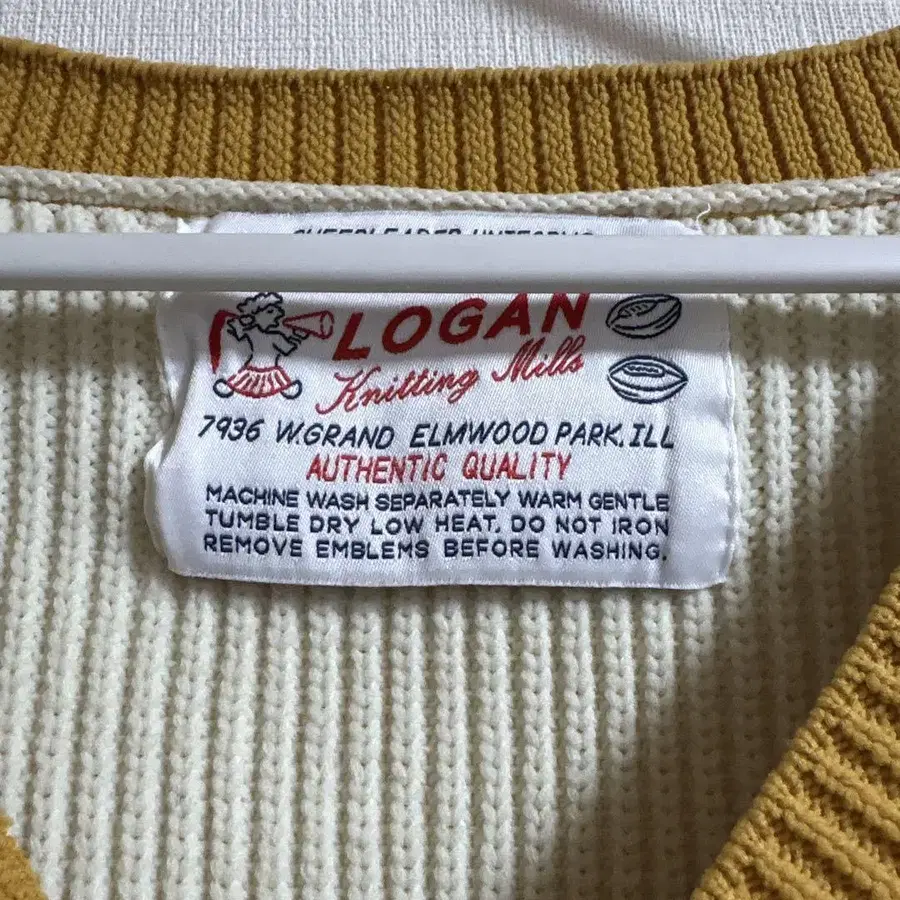 LOGAN
Knitting Mills
7936 W.GRAND ELMWOOD PARK, ILL
AUTHENTIC QUALITY
MACHINE WASH SEPARATELY WARM GENTLE
TUMBLE DRY LOW HEAT. DO NOT IRON
REMOVE EMBLEMS BEFORE WASHING.